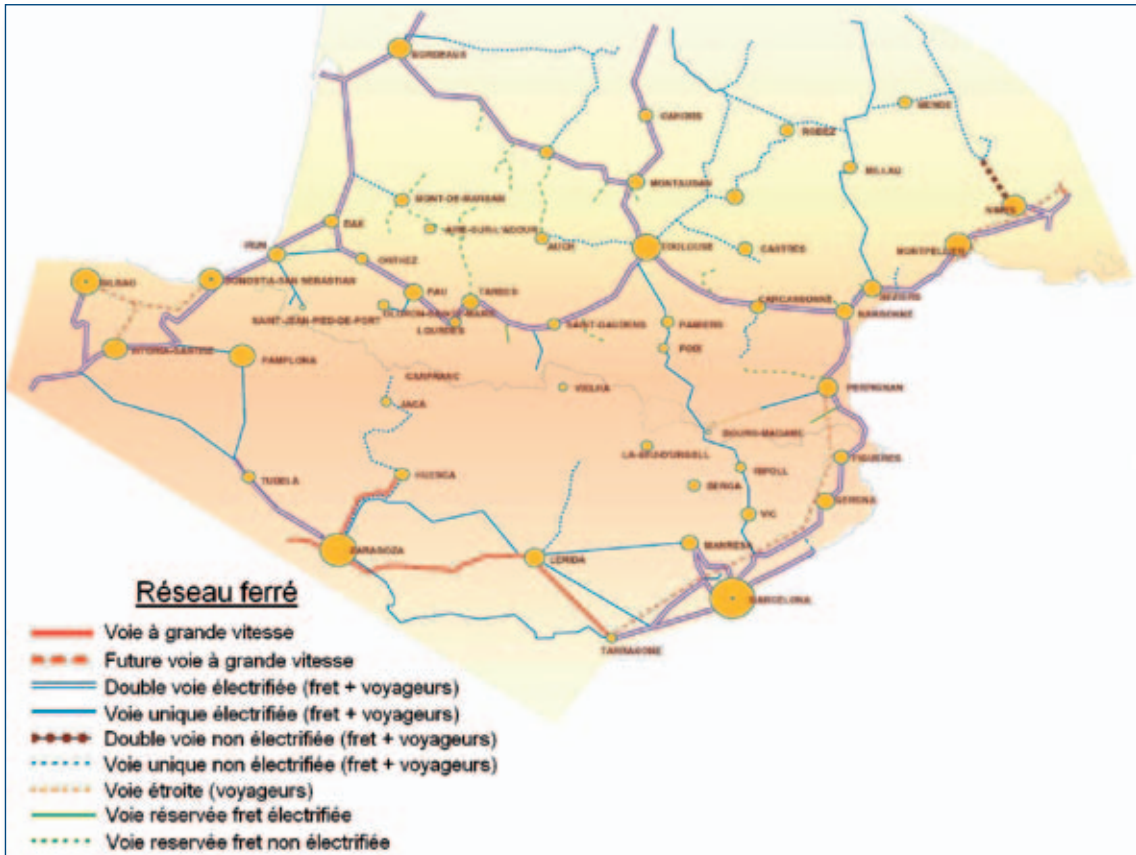 BORDEAUX
CAHORS
MENDE
RODEZ
MILLAU
MONTAUBAN
MONT-DE-MARSAN
NIMES
DAX
AIRE-SUR-L'ADOUR
AUCH
TOULOUSE
CASTRES
MONTPELLIER
IRUN
ORTHEZ
BILBAO
DONOSTIA-SAN SEBASTIAN
PAU
TARBES
CARCASSONNE
BEZIERS
SAINT-JEAN-PIED-DE-PORT
OLORON-SAINTE-MARIE
NARBONNE
LOURDES
SAINT-GAUDENS
PAMIERS
VITORIA-GASTEIZ
PAMPLONA
FOIX
CANFRANC
VIELHA
PERPIGNAN
JACA
BOURG-MADAME
LA-SEU-D'URGELL
FIGUERES
TUDELA
HUESCA
RIPOLL
BERGA
GERONA
VIC
ZARAGOZA
LERIDA
MANRESA
BARCELONA
TARRAGONE
Réseau ferré
Voie à grande vitesse
Future voie à grande vitesse
Double voie électrifiée (fret + voyageurs)
Voie unique électrifiée (fret + voyageurs)
Double voie non électrifiée (fret + voyageurs)
Voie unique non électrifiée (fret + voyageurs)
Voie étroite (voyageurs)
Voie réservée fret électrifiée
Voie reservée fret non électrifiée